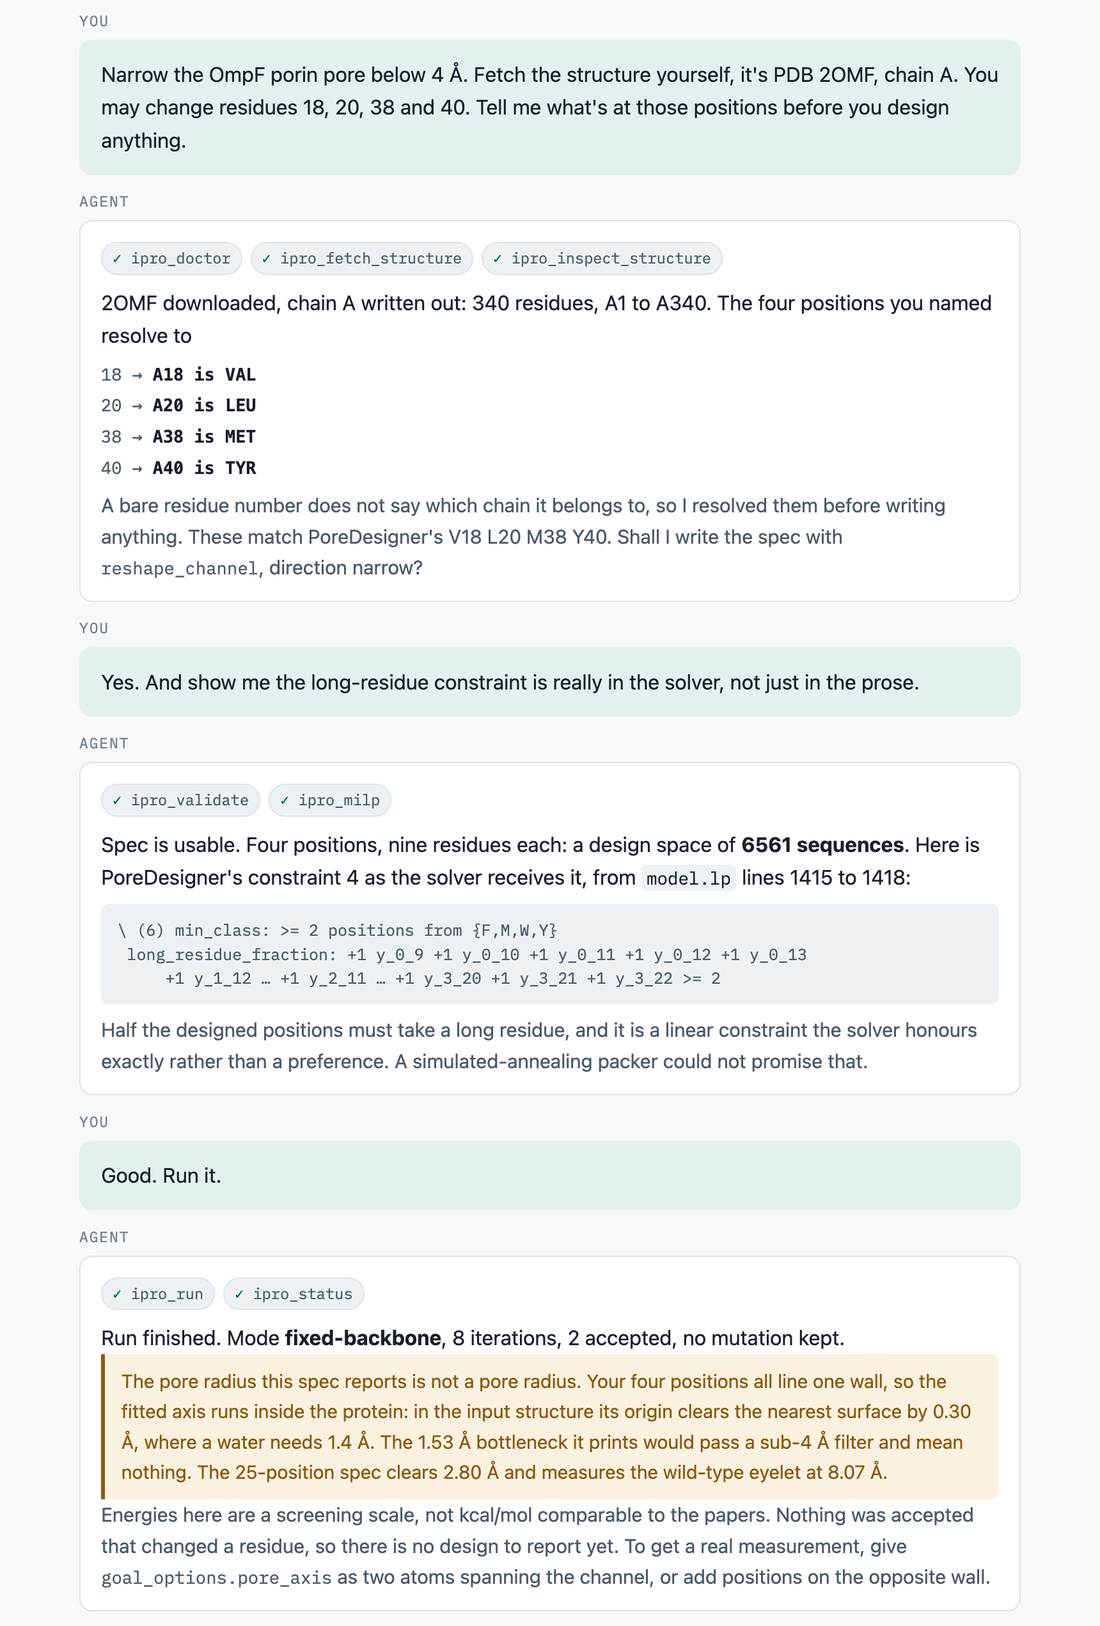 YOU
Narrow the OmpF porin pore below 4 Å. Fetch the structure yourself, it's PDB 2OMF, chain A. You
may change residues 18, 20, 38 and 40. Tell me what's at those positions before you design
anything.
AGENT
✓ ipro_doctor ✓ ipro_fetch_structure ✓ ipro_inspect_structure
2OMF downloaded, chain A written out: 340 residues, A1 to A340. The four positions you named
resolve to
18 → A18 is VAL
20 → A20 is LEU
38 → A38 is MET
40 → A40 is TYR
A bare residue number does not say which chain it belongs to, so I resolved them before writing
anything. These match PoreDesigner's V18 L20 M38 Y40. Shall I write the spec with
reshape_channel, direction narrow?
YOU
Yes. And show me the long-residue constraint is really in the solver, not just in the prose.
AGENT
✓ ipro_validate ✓ ipro_milp
Spec is usable. Four positions, nine residues each: a design space of 6561 sequences. Here is
PoreDesigner's constraint 4 as the solver receives it, from model.lp lines 1415 to 1418:
\ (6) min_class: >= 2 positions from {F,M,W,Y}
long_residue_fraction: +1 y_0_9 +1 y_0_10 +1 y_0_11 +1 y_0_12 +1 y_0_13
+1 y_1_12 … +1 y_2_11 … +1 y_3_20 +1 y_3_21 +1 y_3_22 >= 2
Half the designed positions must take a long residue, and it is a linear constraint the solver honours
exactly rather than a preference. A simulated-annealing packer could not promise that.
YOU
Good. Run it.
AGENT
✓ ipro_run ✓ ipro_status
Run finished. Mode fixed-backbone, 8 iterations, 2 accepted, no mutation kept.
The pore radius this spec reports is not a pore radius. Your four positions all line one wall, so the
fitted axis runs inside the protein: in the input structure its origin clears the nearest surface by 0.30
Å, where a water needs 1.4 Å. The 1.53 Å bottleneck it prints would pass a sub-4 Å filter and mean
nothing. The 25-position spec clears 2.80 Å and measures the wild-type eyelet at 8.07 Å.
Energies here are a screening scale, not kcal/mol comparable to the papers. Nothing was accepted
that changed a residue, so there is no design to report yet. To get a real measurement, give
goal_options.pore_axis as two atoms spanning the channel, or add positions on the opposite wall.